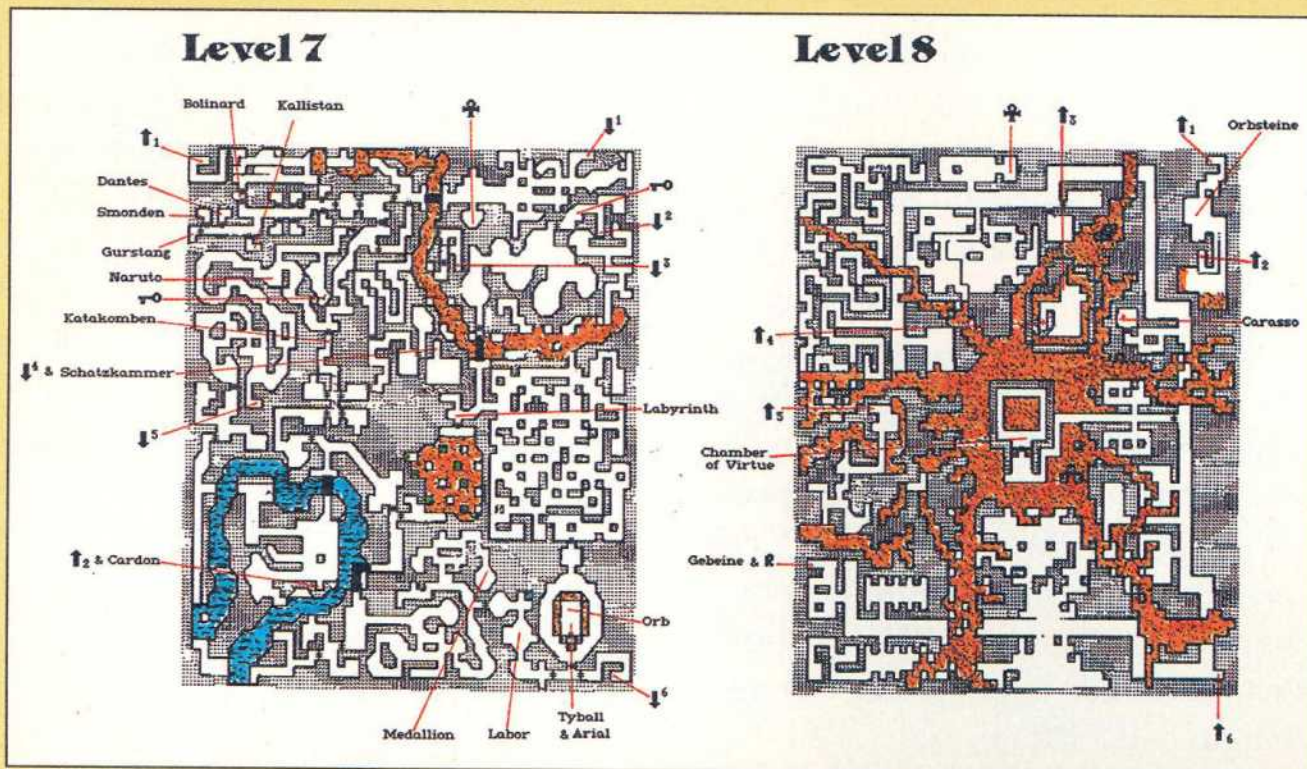 Level 7
Bolinard
Kallistan
☥
↑1
↓1
Dantes
Smonden
Gurstang
Naruto
Katakomben
↓4 & Schatzkammer
↓5
↑2 & Cardon
↓2
↓3
Labyrinth
Orb
↓6
Tyball
& Arial
Labor
Medallion
Level 8
☥
↑3
↑1
Orbsteine
↑2
Carasso
↑4
↑5
Chamber
of Virtue
Gebeine &
↑6